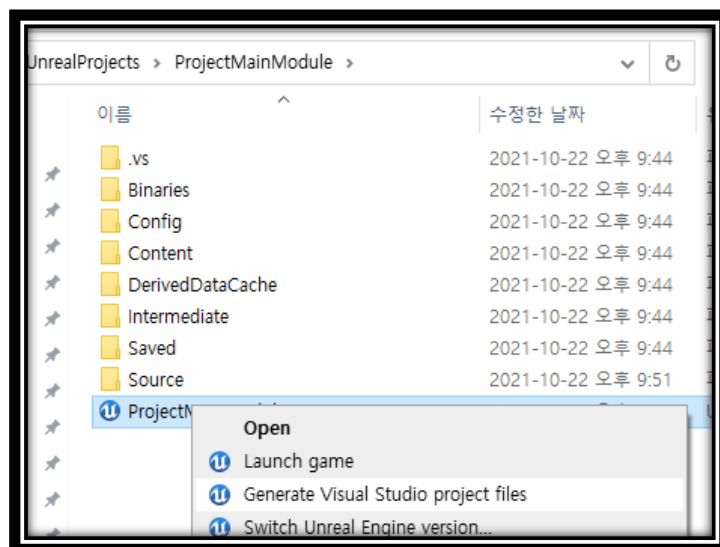 UnrealProjects > ProjectMainModule >
이름 수정한 날짜
.vs 2021-10-22 오후 9:44
Binaries 2021-10-22 오후 9:44
Config 2021-10-22 오후 9:44
Content 2021-10-22 오후 9:44
DerivedDataCache 2021-10-22 오후 9:44
Intermediate 2021-10-22 오후 9:44
Saved 2021-10-22 오후 9:44
Source 2021-10-22 오후 9:51
Open
Launch game
Generate Visual Studio project files
Switch Unreal Engine version...